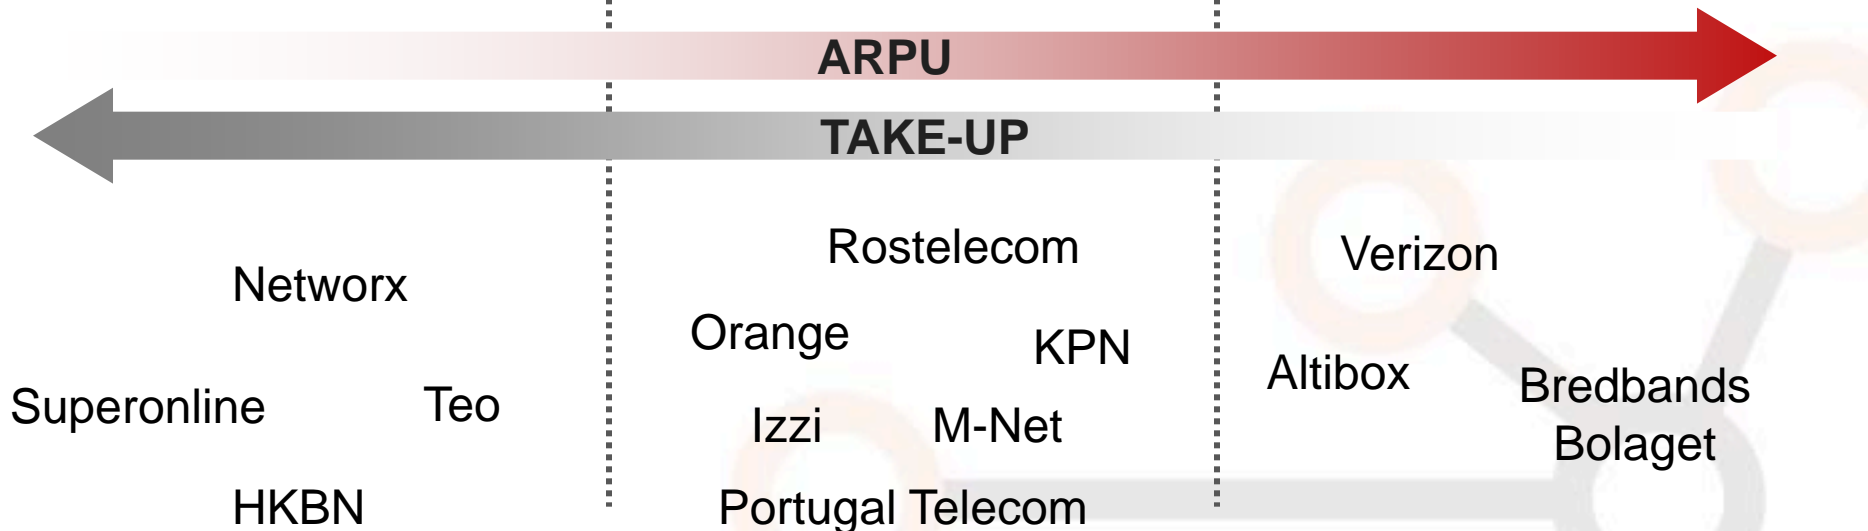 ARPU
TAKE-UP
Networx
Superonline
Teo
HKBN
Rostelecom
Orange
KPN
Izzi
M-Net
Portugal Telecom
Verizon
Altibox
Bredbands
Bolaget